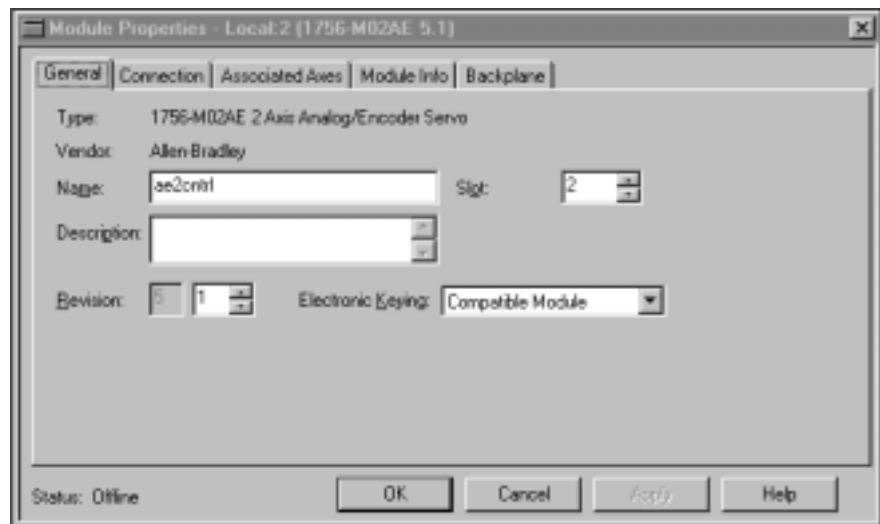 Module Properties - Local:2 (1756-M02AE 5.1)
General Connection Associated Axes Module Info Backplane
Type: 1756-M02AE 2 Axis Analog/Encoder Servo
Vendor: Allen-Bradley
Name: ae2cntrl Slot: 2
Description:
Revision: 5 1 Electronic Keying: Compatible Module
Status: Offline OK Cancel Apply Help